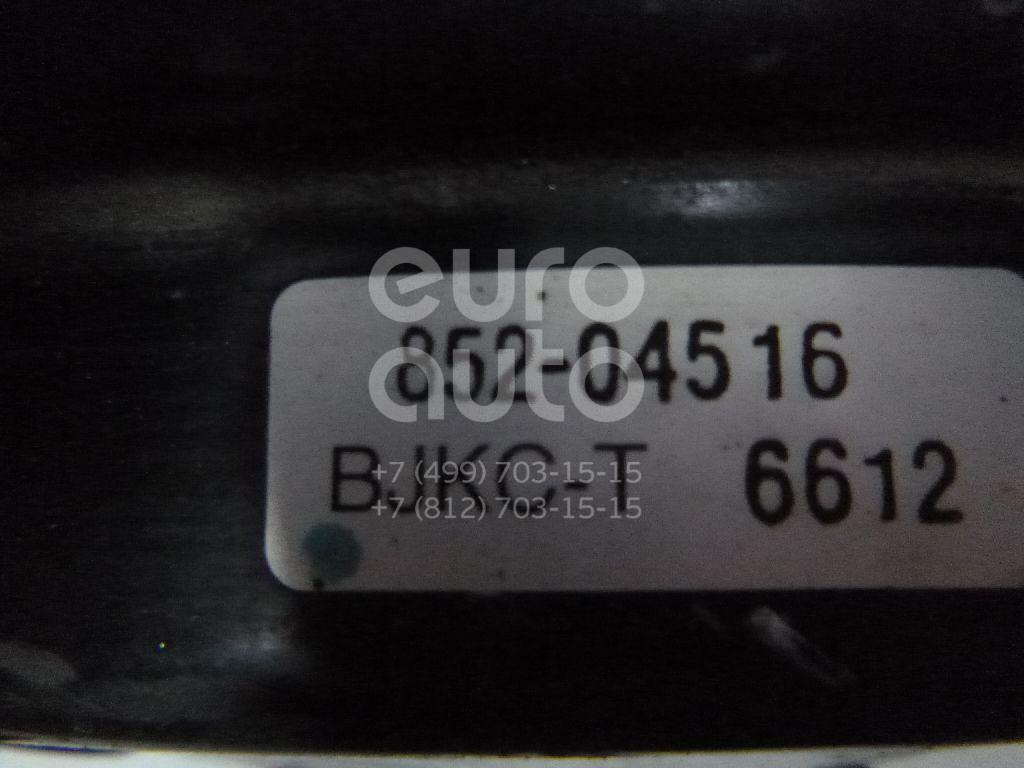 euro
auto
852-04516
BJKC-T 6612
+7 (499) 703-15-15
+7 (812) 703-15-15